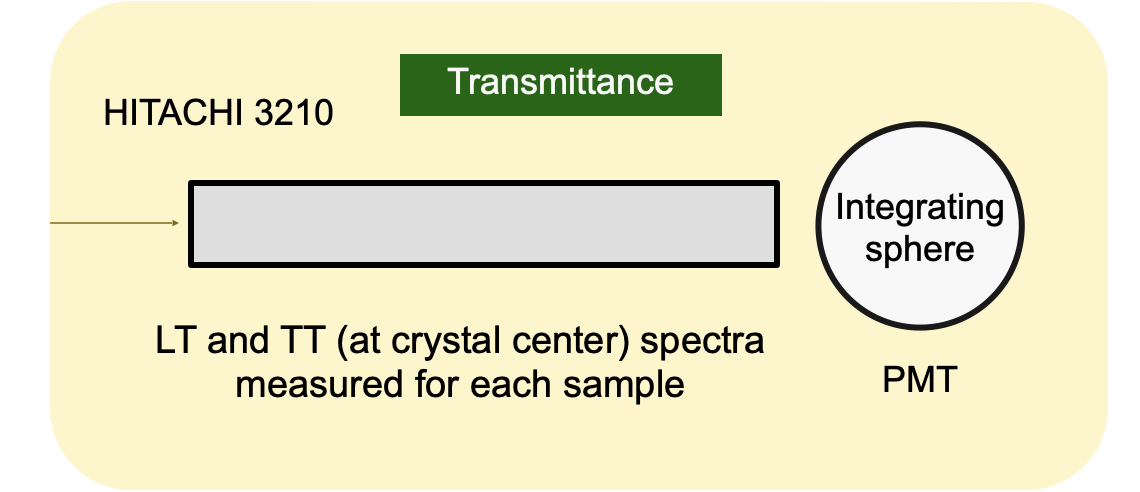 Transmittance
HITACHI 3210
Integrating
sphere
LT and TT (at crystal center) spectra
measured for each sample
PMT